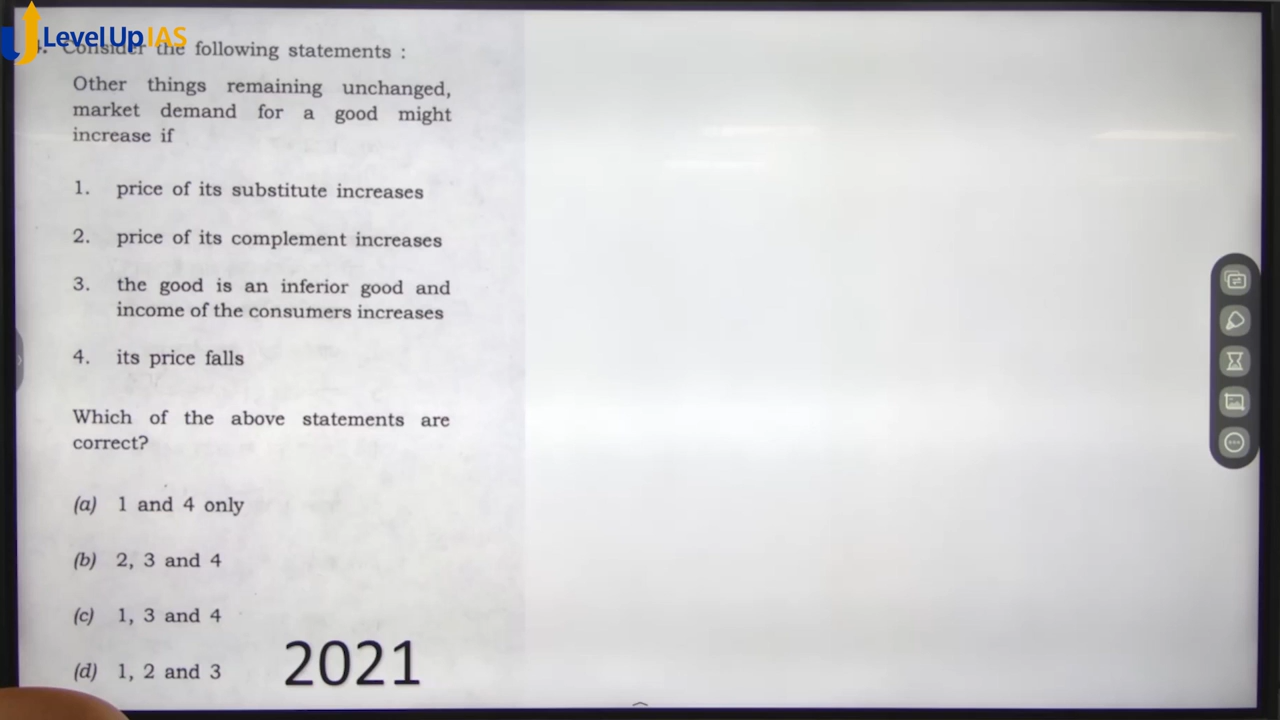 LevelUp IAS
Consider the following statements :
Other things remaining unchanged,
market demand for a good might
increase if
1. price of its substitute increases
2. price of its complement increases
3. the good is an inferior good and
income of the consumers increases
4. its price falls
Which of the above statements are
correct?
(a) 1 and 4 only
(b) 2, 3 and 4
(c) 1, 3 and 4
(d) 1, 2 and 3
2021